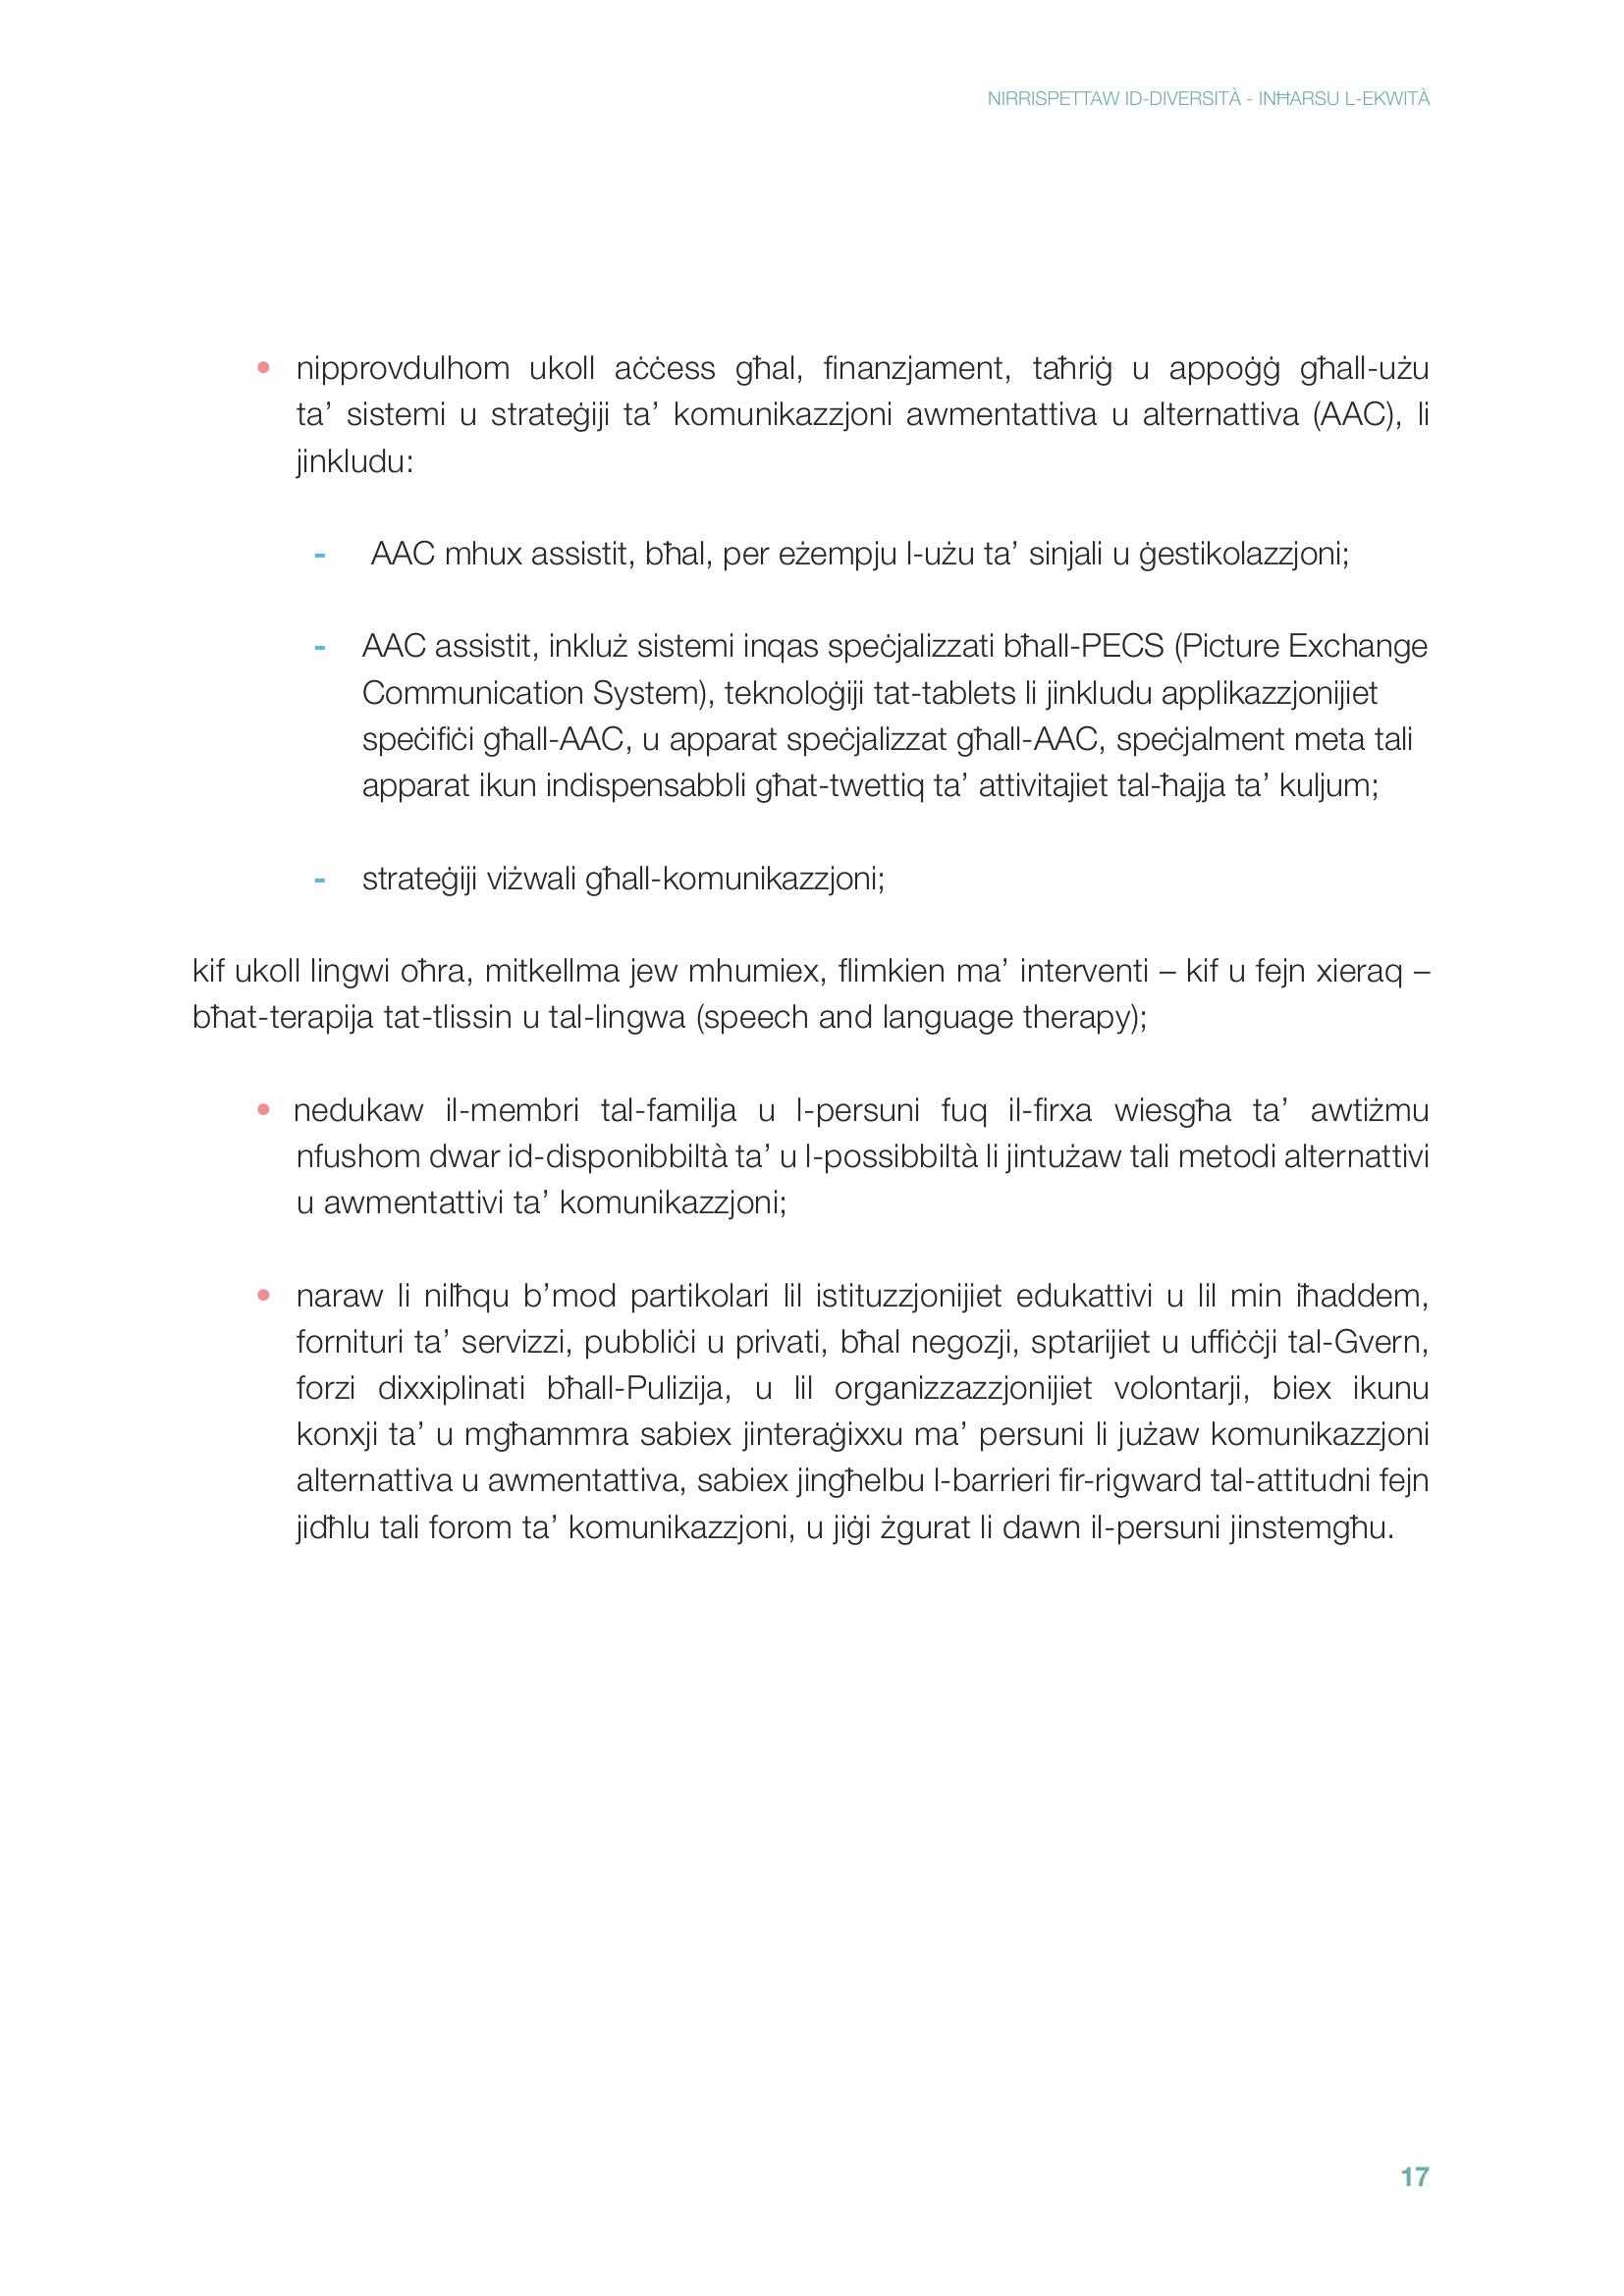 NIRRISPETTAW ID-DIVERSITÀ - INĦARSU L-EKWITÀ
• nipprovdulhom ukoll aċċess għal, finanzjament, taħriġ u appoġġ għall-użu
ta’ sistemi u strateġiji ta’ komunikazzjoni awmentattiva u alternattiva (AAC), li
jinkludu:
- AAC mhux assistit, bħal, per eżempju l-użu ta’ sinjali u ġestikolazzjoni;
- AAC assistit, inkluż sistemi inqas speċjalizzati bħall-PECS (Picture Exchange
Communication System), teknoloġiji tat-tablets li jinkludu applikazzjonijiet
speċifiċi għall-AAC, u apparat speċjalizzat għall-AAC, speċjalment meta tali
apparat ikun indispensabbli għat-twettiq ta’ attivitajiet tal-ħajja ta’ kuljum;
- strateġiji viżwali għall-komunikazzjoni;
kif ukoll lingwi oħra, mitkellma jew mhumiex, flimkien ma’ interventi – kif u fejn xieraq –
bħat-terapija tat-tlissin u tal-lingwa (speech and language therapy);
• nedukaw il-membri tal-familja u l-persuni fuq il-firxa wiesgħa ta’ awtiżmu
nfushom dwar id-disponibbiltà ta’ u l-possibbiltà li jintużaw tali metodi alternattivi
u awmentattivi ta’ komunikazzjoni;
• naraw li nilħqu b’mod partikolari lil istituzzjonijiet edukattivi u lil min iħaddem,
fornituri ta’ servizzi, pubbliċi u privati, bħal negozji, sptarijiet u uffiċċji tal-Gvern,
forzi dixxiplinati bħall-Pulizija, u lil organizzazzjonijiet volontarji, biex ikunu
konxji ta’ u mgħammra sabiex jinteraġixxu ma’ persuni li jużaw komunikazzjoni
alternattiva u awmentattiva, sabiex jingħelbu l-barrieri fir-rigward tal-attitudni fejn
jidħlu tali forom ta’ komunikazzjoni, u jiġi żgurat li dawn il-persuni jinstemgħu.
17